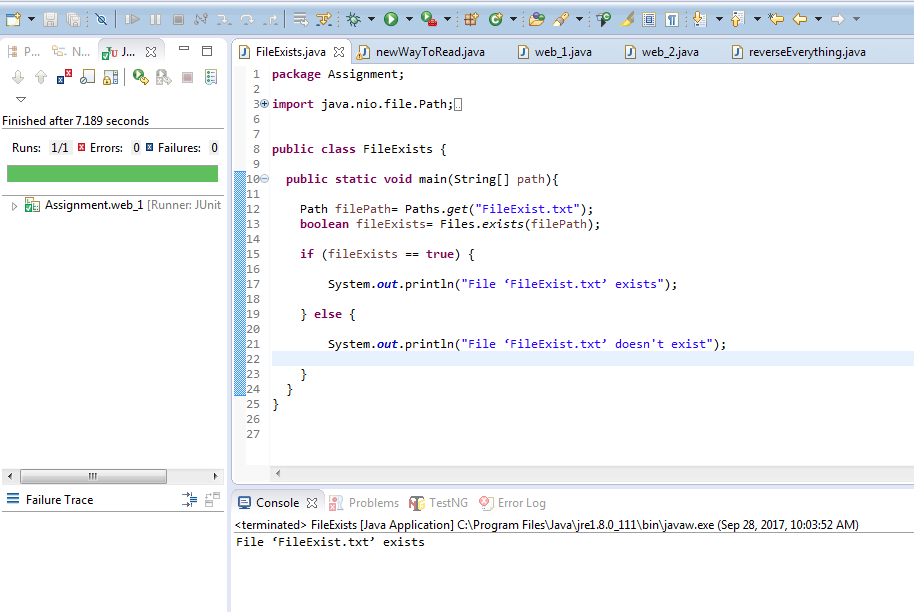 P...
N...
J...
Finished after 7.189 seconds
Runs: 1/1 Errors: 0 Failures: 0
Assignment.web_1 [Runner: JUnit
Failure Trace
FileExists.java newWayToRead.java web_1.java web_2.java reverseEverything.java
1 package Assignment;
2
3 import java.nio.file.Path;
6
7
8 public class FileExists {
9
10 public static void main(String[] path){
11
12 Path filePath= Paths.get("FileExist.txt");
13 boolean fileExists= Files.exists(filePath);
14
15 if (fileExists == true) {
16
17 System.out.println("File ‘FileExist.txt’ exists");
18
19 } else {
20
21 System.out.println("File ‘FileExist.txt’ doesn't exist");
22
23 }
24 }
25 }
26
27
Console Problems TestNG Error Log
<terminated> FileExists [Java Application] C:\Program Files\Java\jre1.8.0_111\bin\javaw.exe (Sep 28, 2017, 10:03:52 AM)
File ‘FileExist.txt’ exists